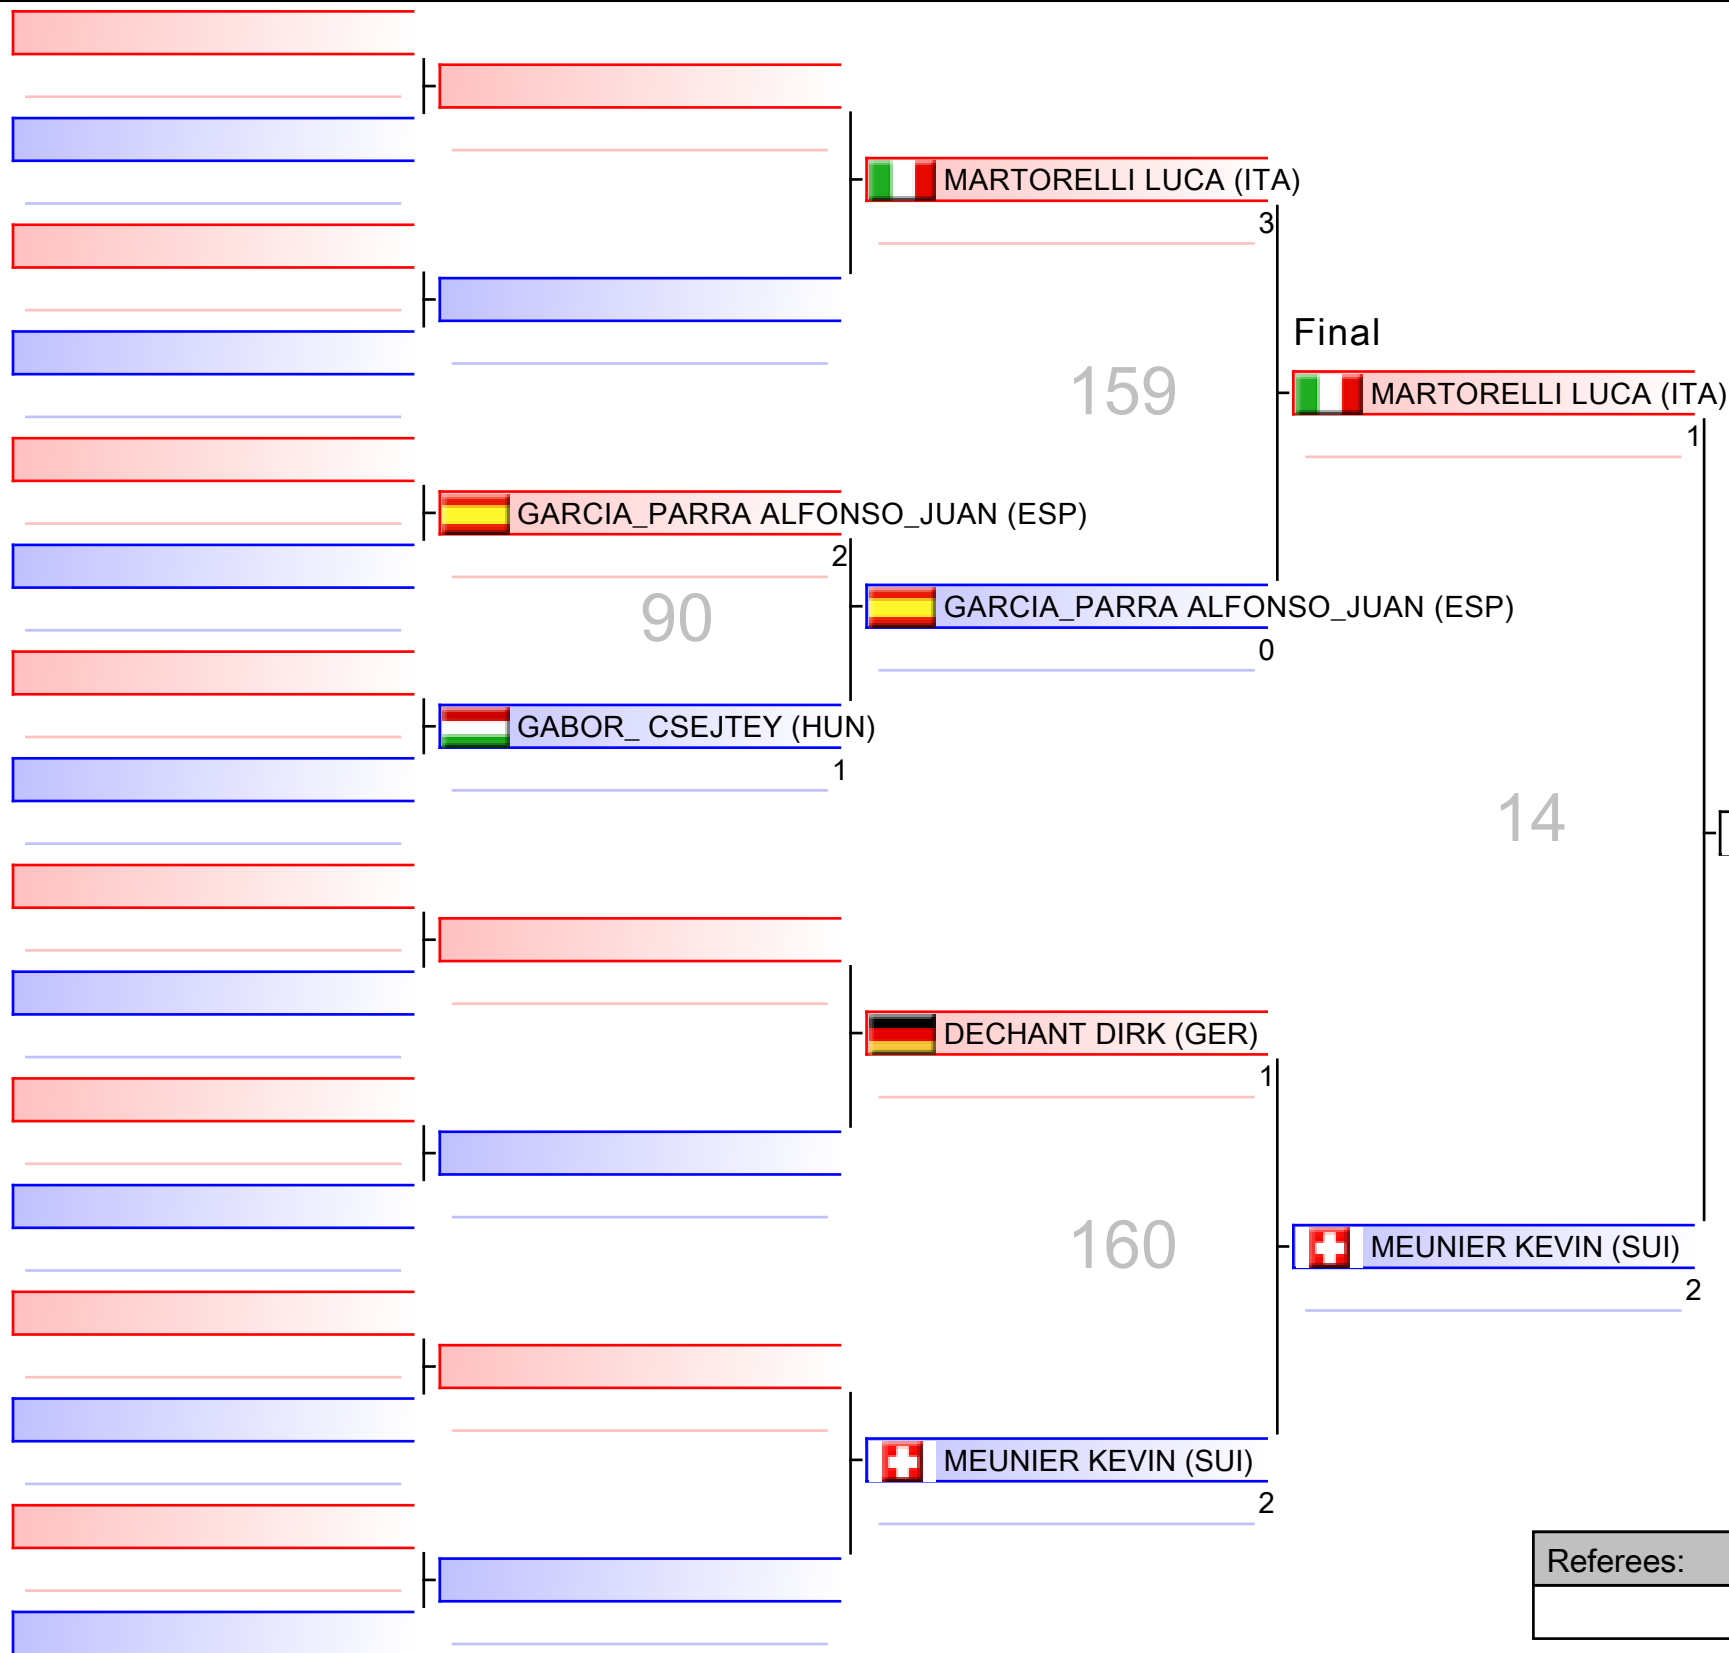 MARTORELLI LUCA (ITA)
3
Final
159
MARTORELLI LUCA (ITA)
1
GARCIA_PARRA ALFONSO_JUAN (ESP)
2
90
GARCIA_PARRA ALFONSO_JUAN (ESP)
0
GABOR_ CSEJTEY (HUN)
1
14
DECHANT DIRK (GER)
1
160
MEUNIER KEVIN (SUI)
2
MEUNIER KEVIN (SUI)
2
Referees: